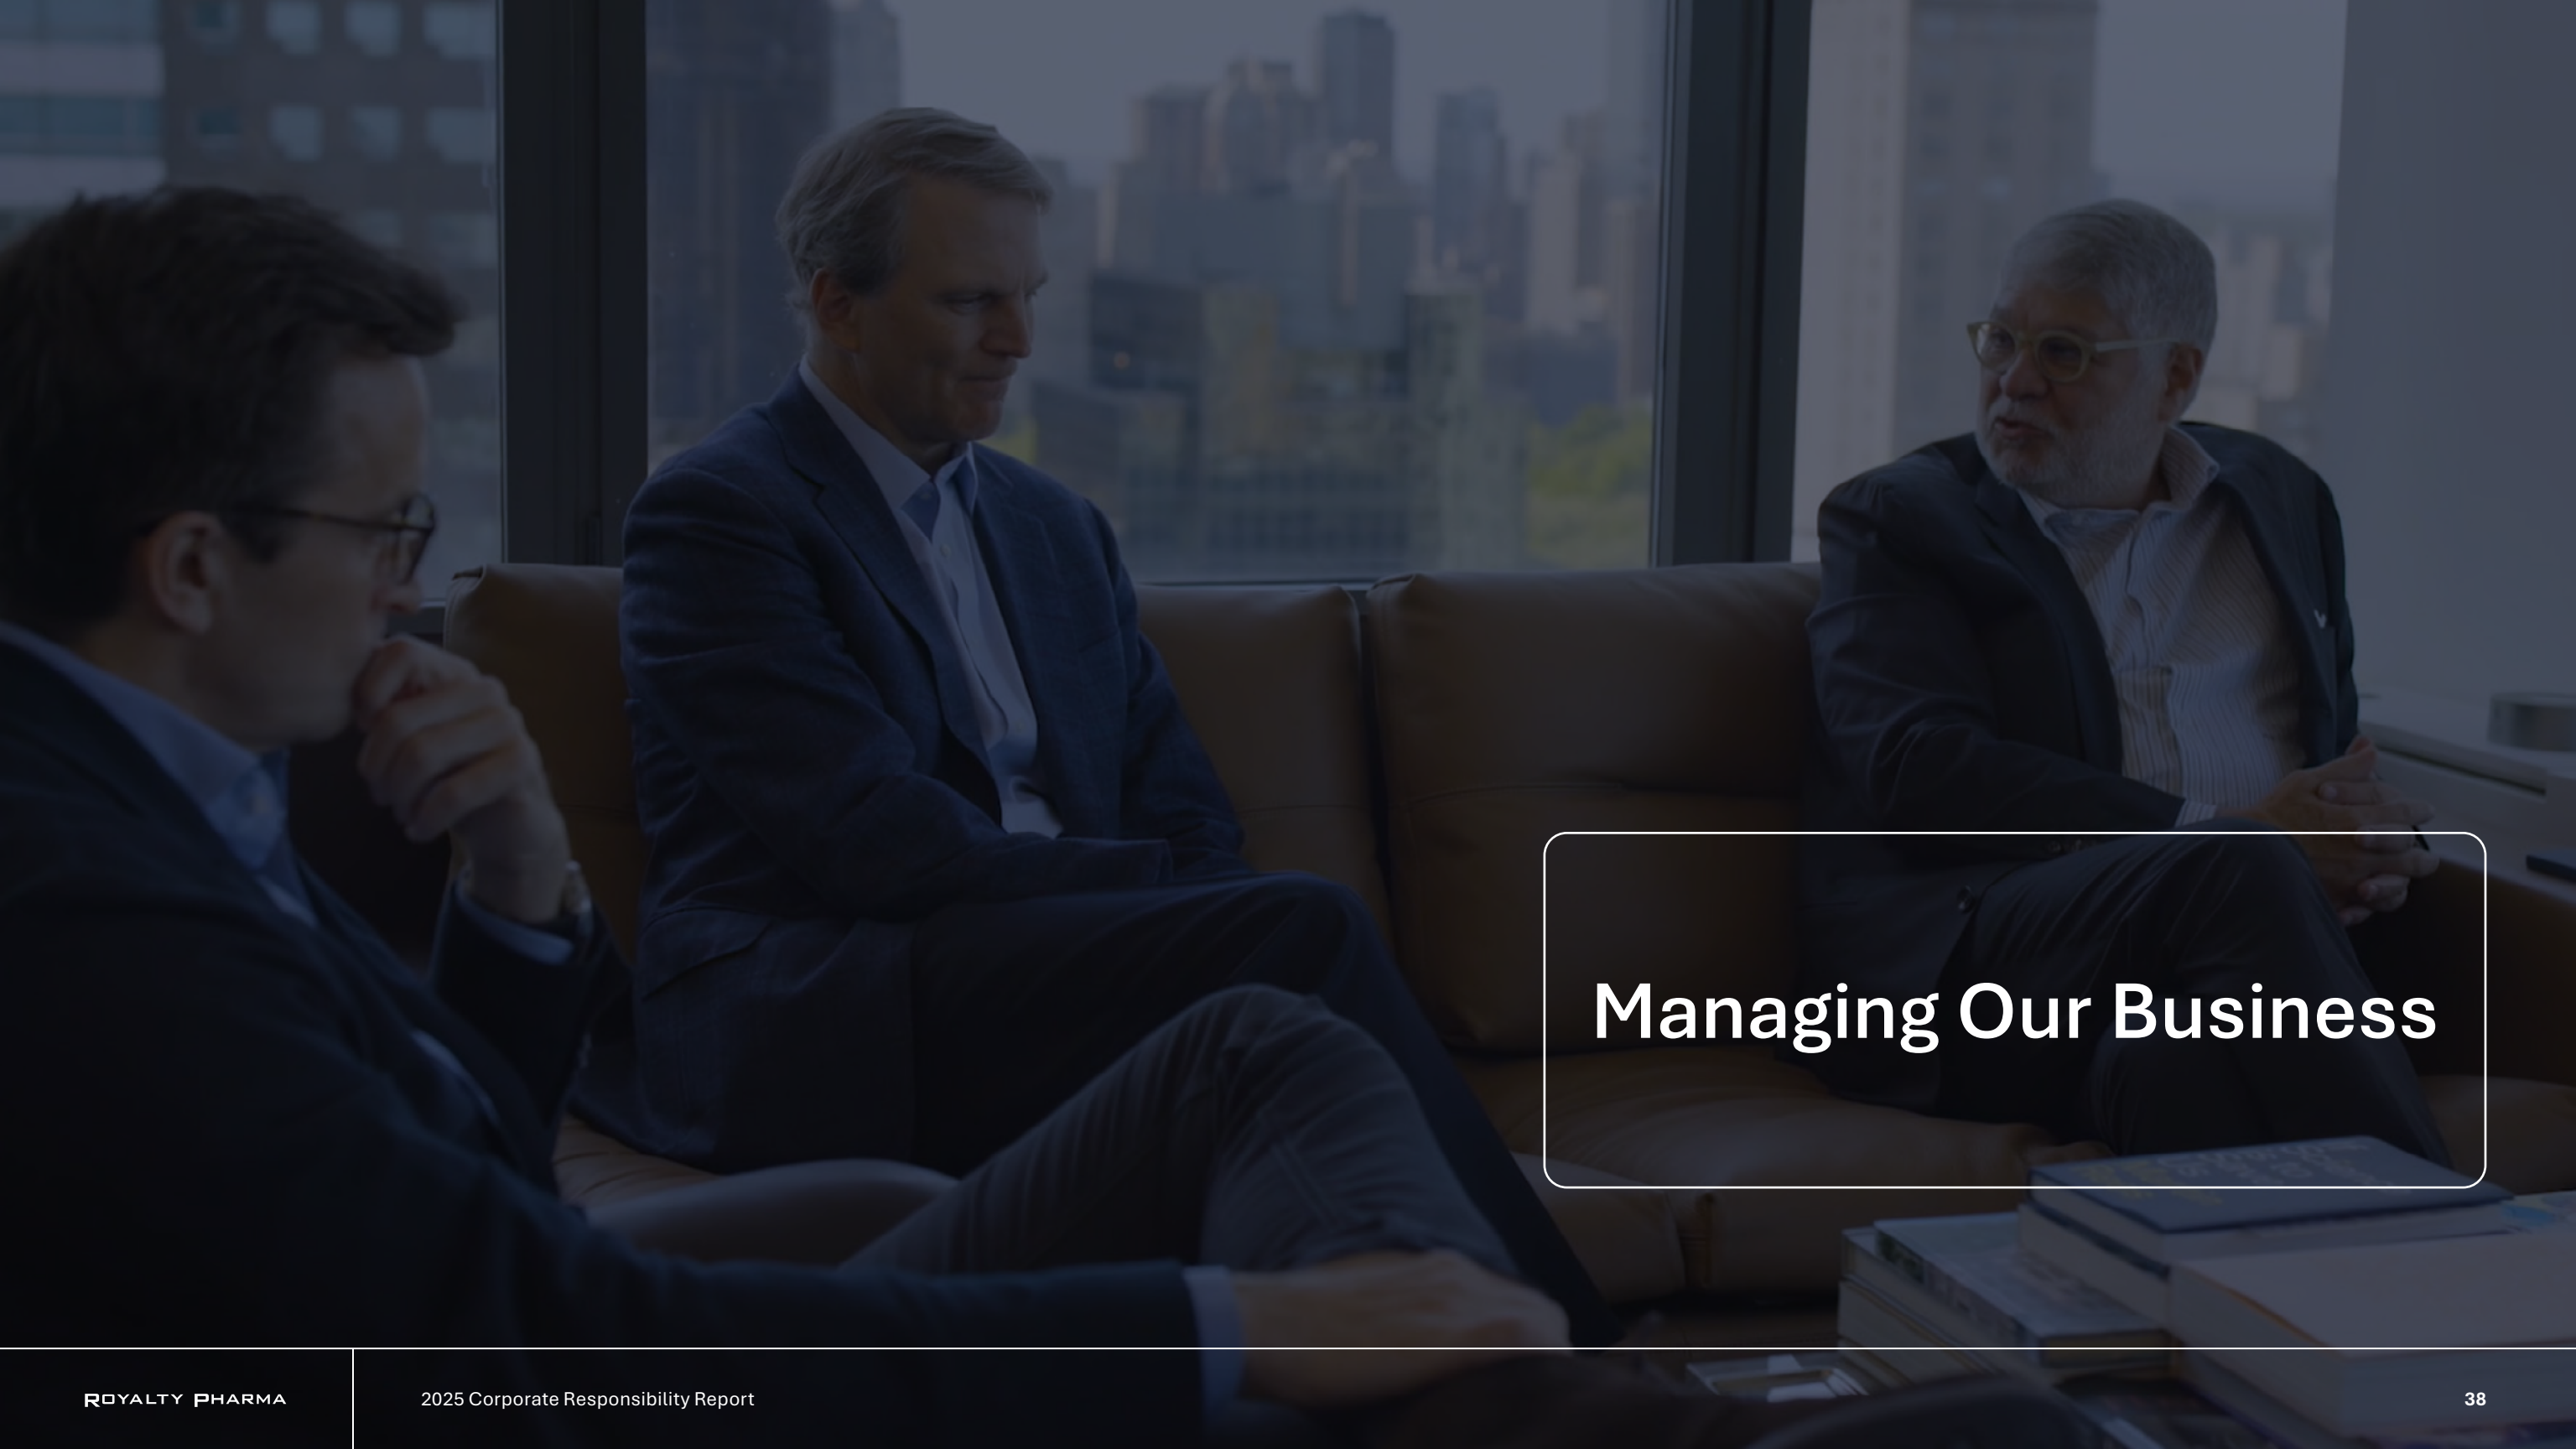 Managing Our Business
ROYALTY PHARMA
2025 Corporate Responsibility Report
38